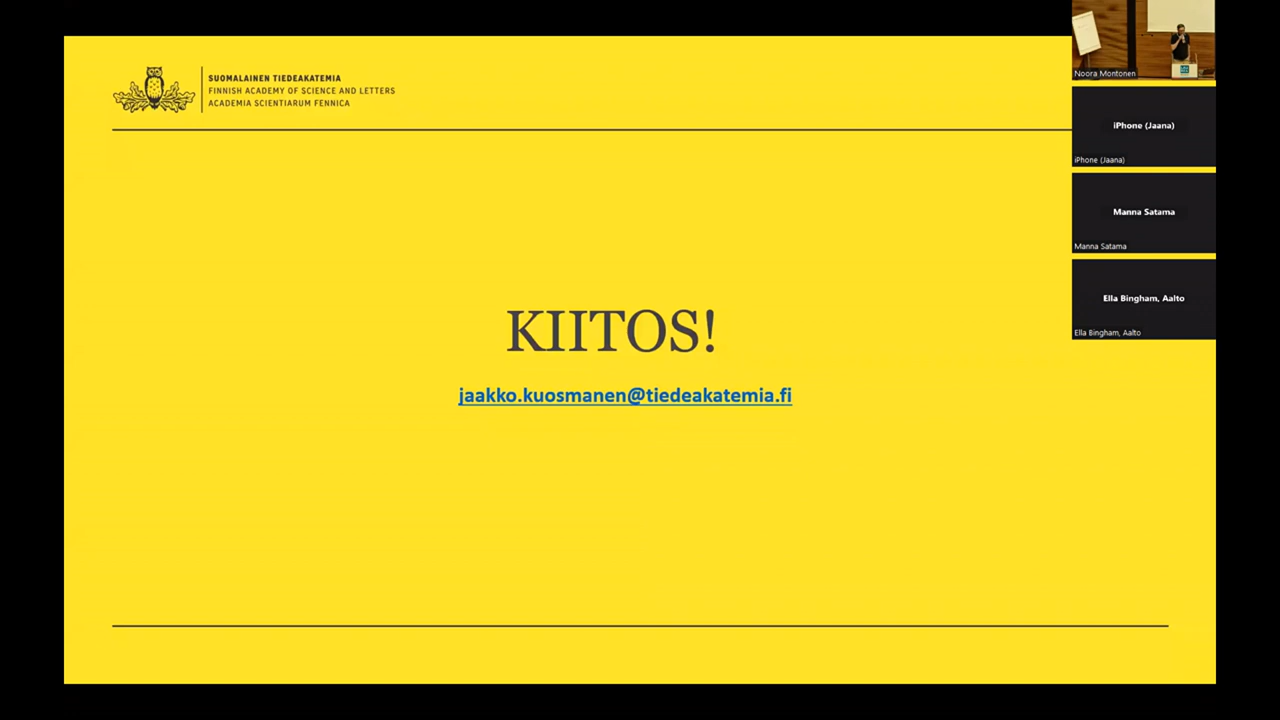 SUOMALAINEN TIEDEAKATEMIA
FINNISH ACADEMY OF SCIENCE AND LETTERS
ACADEMIA SCIENTIARUM FENNICA
KIITOS!
jaakko.kuosmanen@tiedeakatemia.fi
Noora Montonen
iPhone (Jaana)
iPhone (Jaana)
Manna Satama
Manna Satama
Ella Bingham, Aalto
Ella Bingham, Aalto